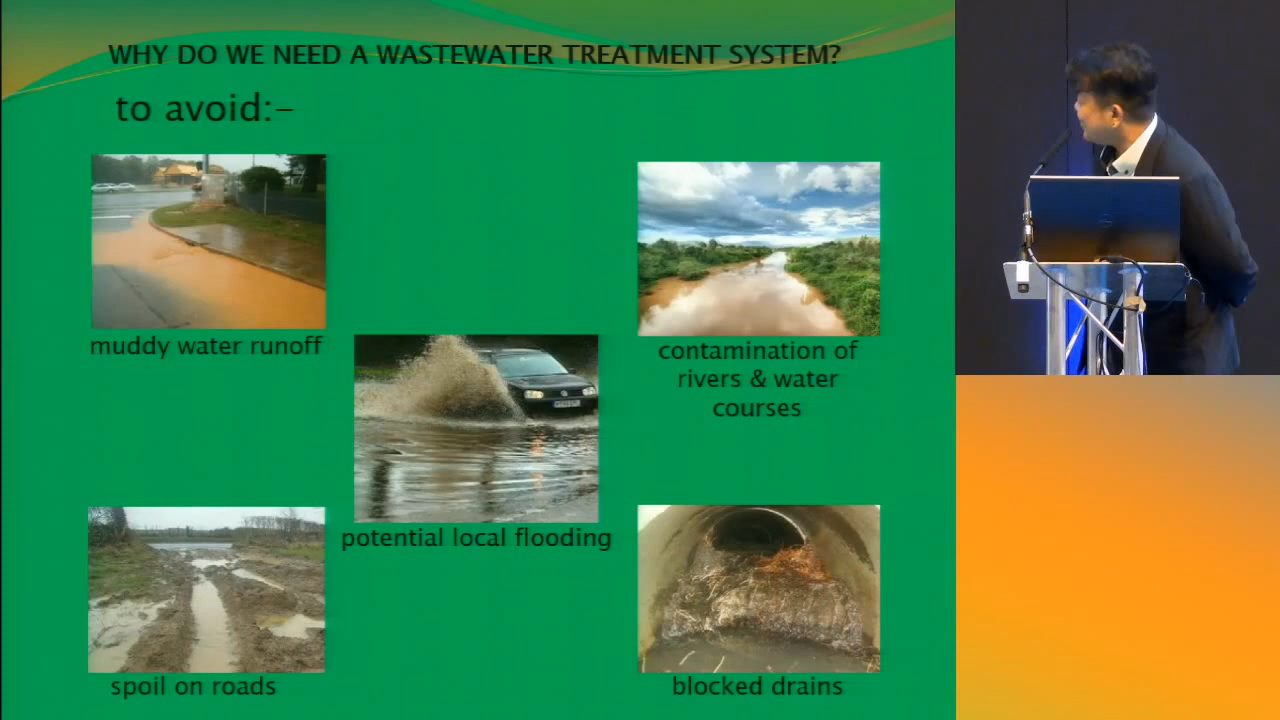 WHY DO WE NEED A WASTEWATER TREATMENT SYSTEM?
to avoid:-
muddy water runoff
contamination of
rivers & water
courses
potential local flooding
spoil on roads
blocked drains